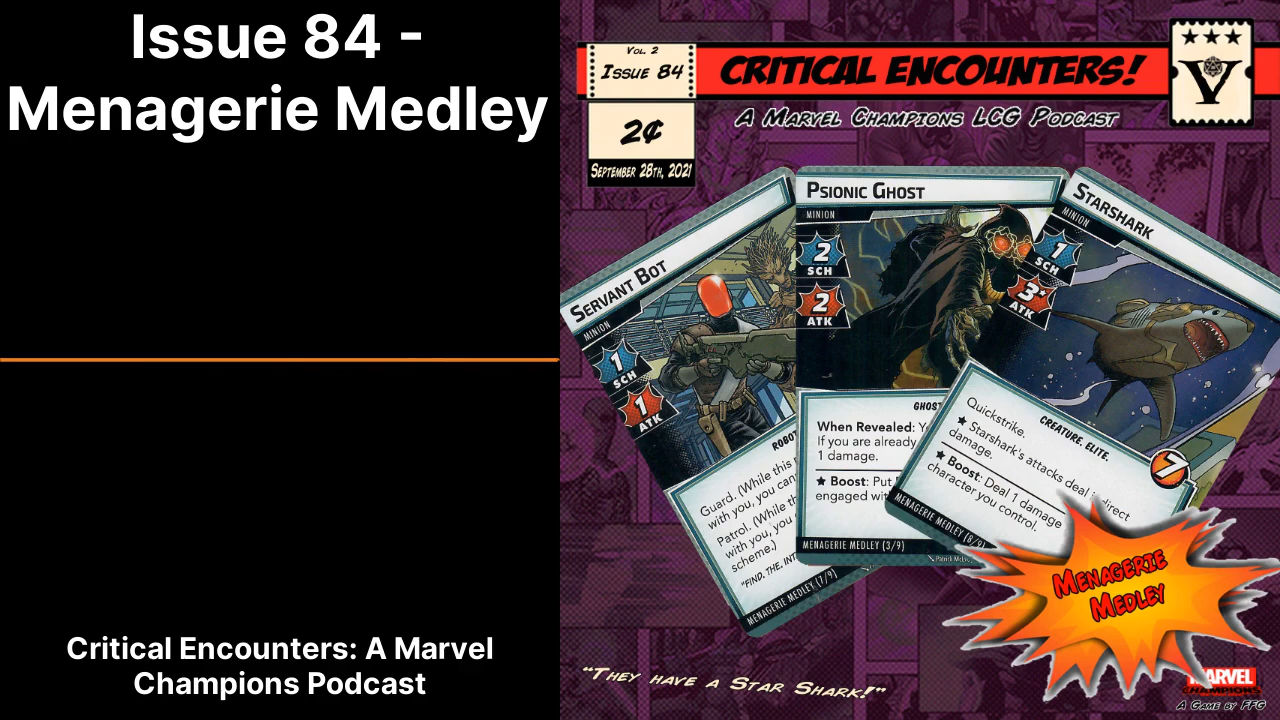 Issue 84 -
Menagerie Medley
Critical Encounters: A Marvel
Champions Podcast
Vol. 2
Issue 84
CRITICAL ENCOUNTERS!
A Marvel Champions LCG Podcast
2¢
September 28th, 2021
V
Servant Bot
MINION
1
SCH
1
ATK
ROBOT
Guard. (While this
with you, you can
Patrol. (While th
with you, you
scheme.)
"FIND. THE. INT
MENAGERIE MEDLEY (7/9)
Psionic Ghost
MINION
2
SCH
2
ATK
GHOST
When Revealed:
If you are already
1 damage.
★ Boost: Put
engaged wit
MENAGERIE MEDLEY (3/9)
Starshark
MINION
1
SCH
3★
ATK
CREATURE. ELITE.
Quickstrike.
★ Starshark's attacks deal indirect
damage.
★ Boost: Deal 1 damage
character you control.
7
MENAGERIE MEDLEY (8/9)
Menagerie
Medley
"They have a Star Shark!"
MARVEL
CHAMPIONS
A Game by FFG